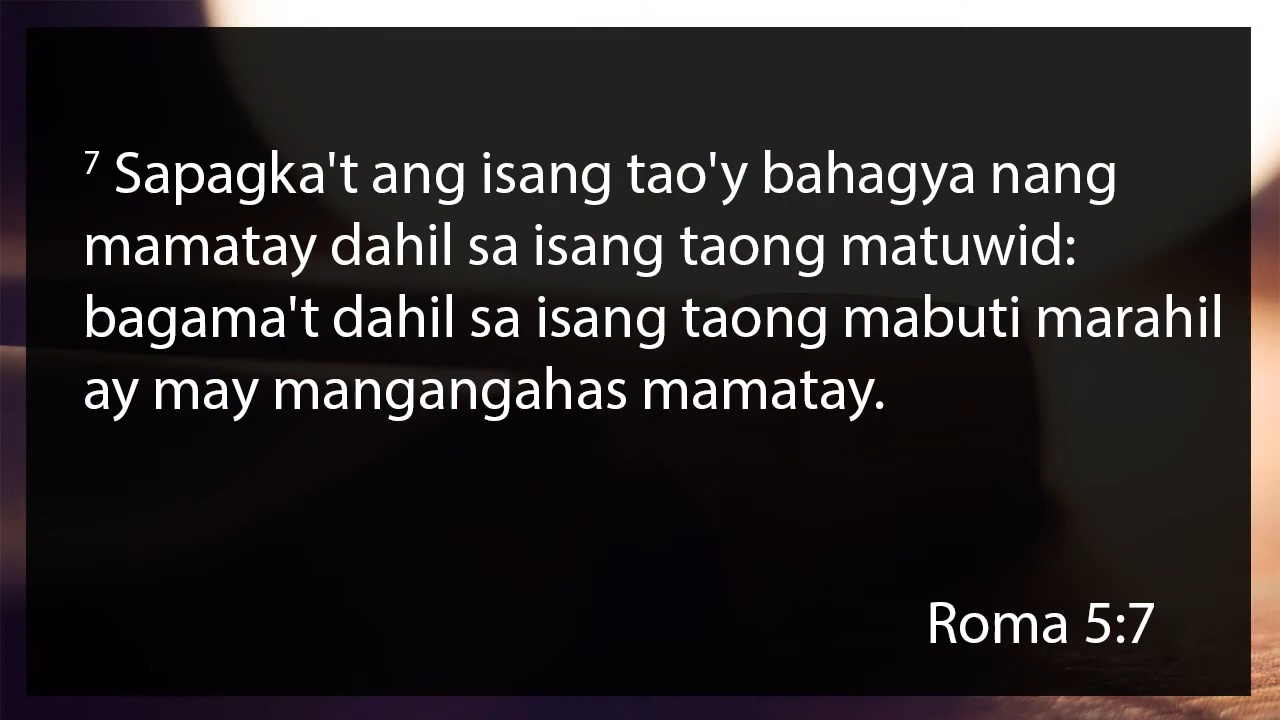 7 Sapagka't ang isang tao'y bahagya nang
mamatay dahil sa isang taong matuwid:
bagama't dahil sa isang taong mabuti marahil
ay may mangangahas mamatay.
Roma 5:7